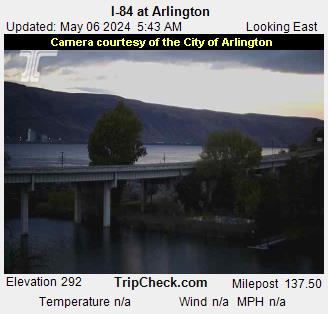 I-84 at Arlington
Updated: May 06 2024 5:43 AM Looking East
Camera courtesy of the City of Arlington
Elevation 292 TripCheck.com Milepost 137.50
Temperature n/a Wind n/a MPH n/a